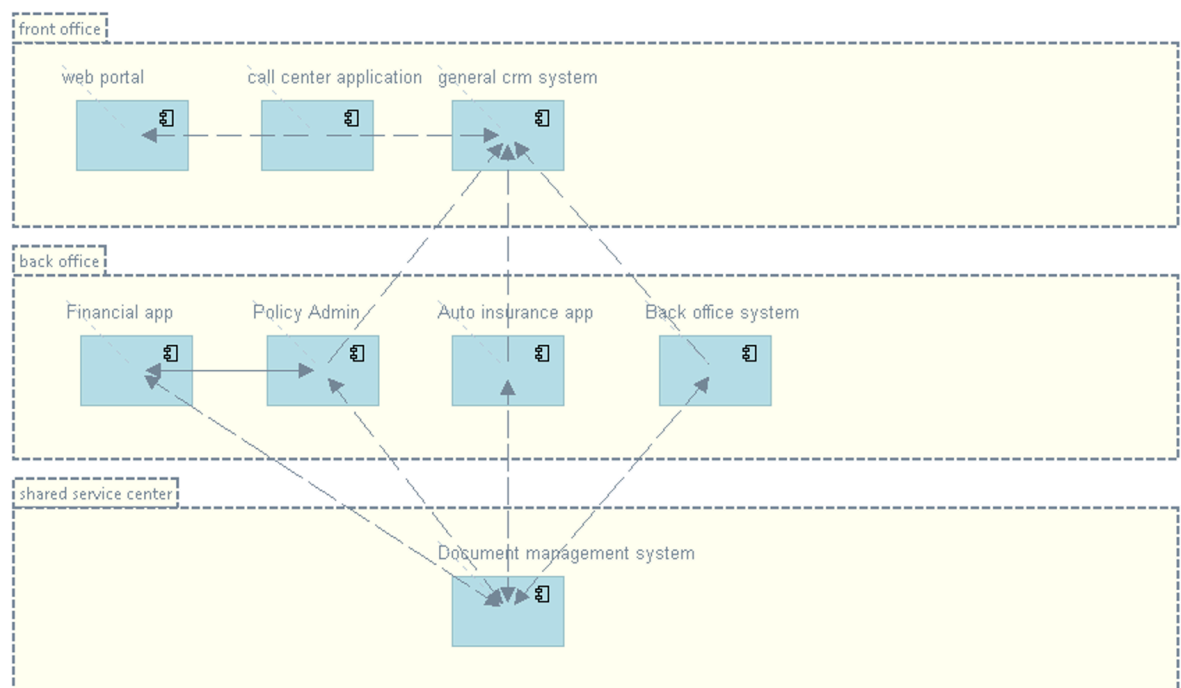 front office
web portal
call center application
general crm system
back office
Financial app
Policy Admin
Auto insurance app
Back office system
shared service center
Document management system